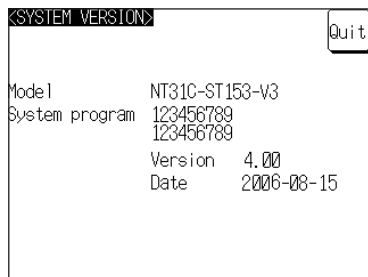 <SYSTEM VERSION>
Quit
Model NT31C-ST153-V3
System program 123456789
123456789
Version 4.00
Date 2006-08-15